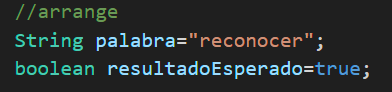 //arrange
String palabra="reconocer";
boolean resultadoEsperado=true;